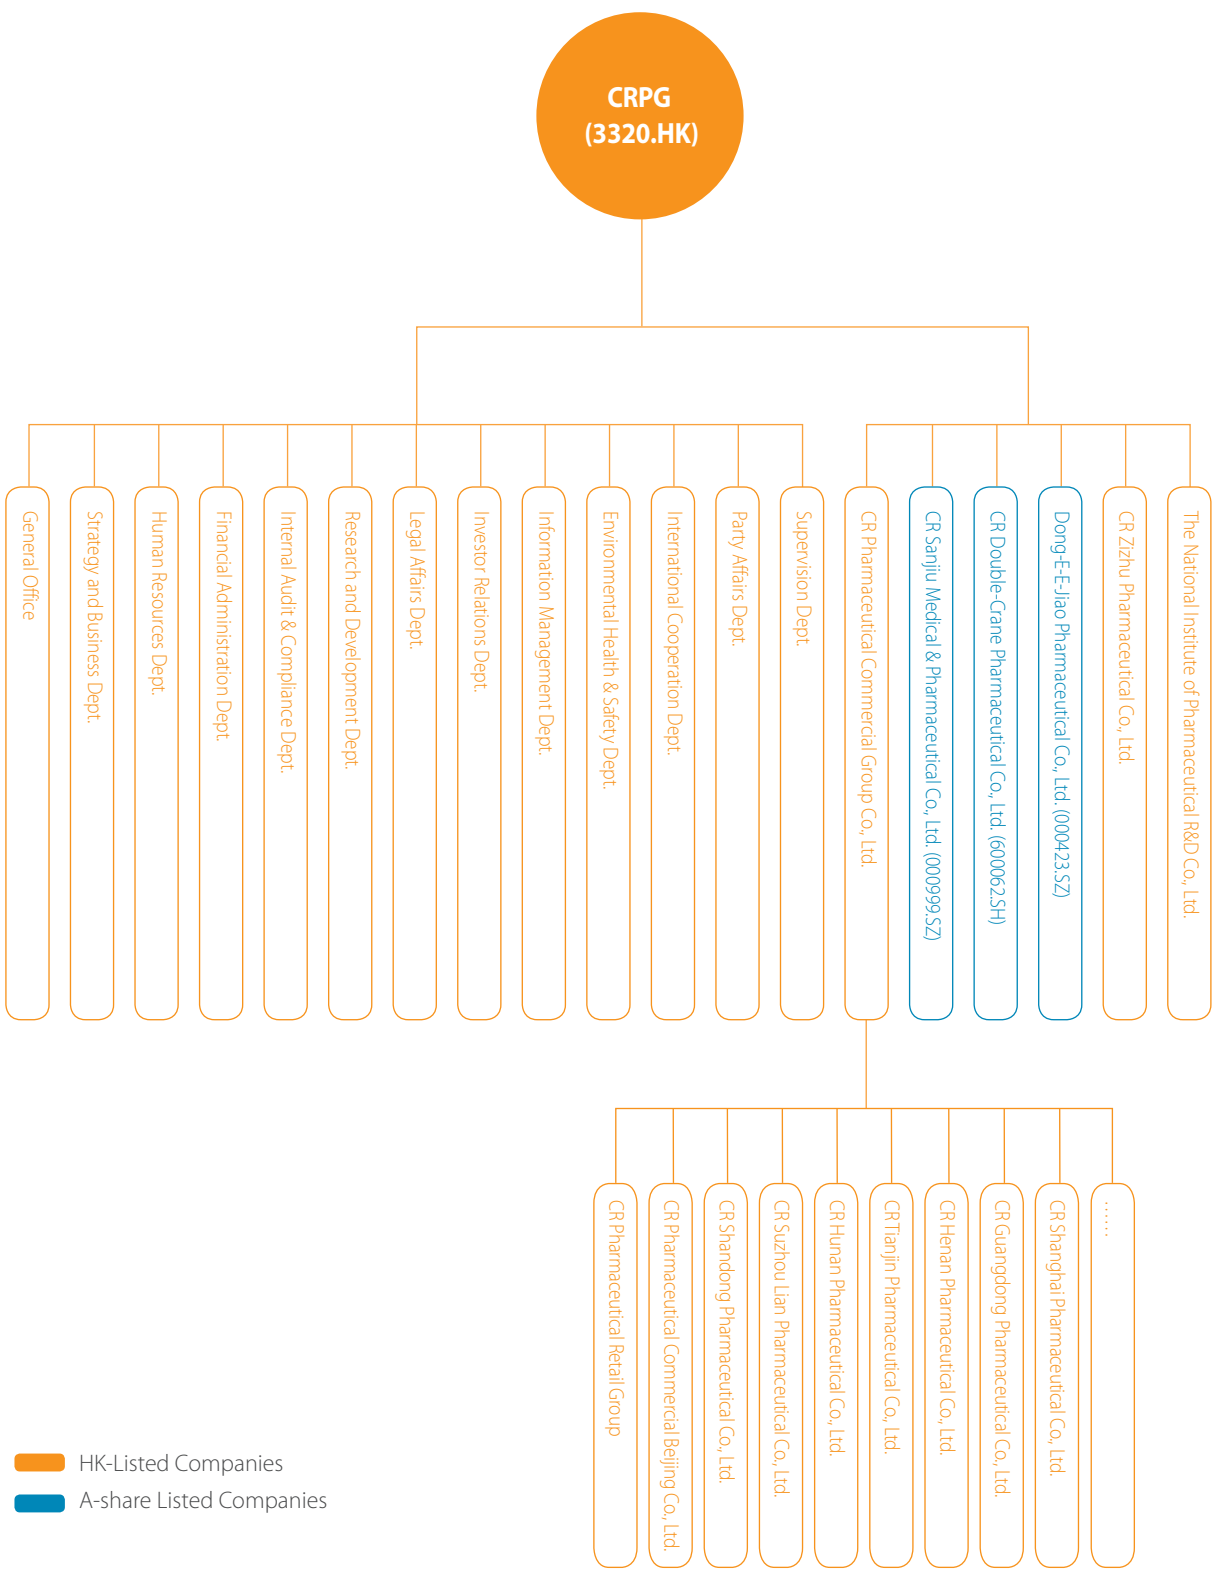 CRPG
(3320.HK)
General Office
Strategy and Business Dept.
Human Resources Dept.
Financial Administration Dept.
Internal Audit & Compliance Dept.
Research and Development Dept.
Legal Affairs Dept.
Investor Relations Dept.
Information Management Dept.
Environmental Health & Safety Dept.
International Cooperation Dept.
Party Affairs Dept.
Supervision Dept.
CR Pharmaceutical Commercial Group Co., Ltd.
CR Sanjiu Medical & Pharmaceutical Co., Ltd. (000999.SZ)
CR Double-Crane Pharmaceutical Co., Ltd. (600062.SH)
Dong-E-E-Jiao Pharmaceutical Co., Ltd. (000423.SZ)
CR Zizhu Pharmaceutical Co., Ltd.
The National Institute of Pharmaceutical R&D Co., Ltd.
CR Pharmaceutical Retail Group
CR Pharmaceutical Commercial Beijing Co., Ltd.
CR Shandong Pharmaceutical Co., Ltd.
CR Suzhou Lian Pharmaceutical Co., Ltd.
CR Hunan Pharmaceutical Co., Ltd.
CR Tianjin Pharmaceutical Co., Ltd.
CR Henan Pharmaceutical Co., Ltd.
CR Guangdong Pharmaceutical Co., Ltd.
CR Shanghai Pharmaceutical Co., Ltd.
......
HK-Listed Companies
A-share Listed Companies